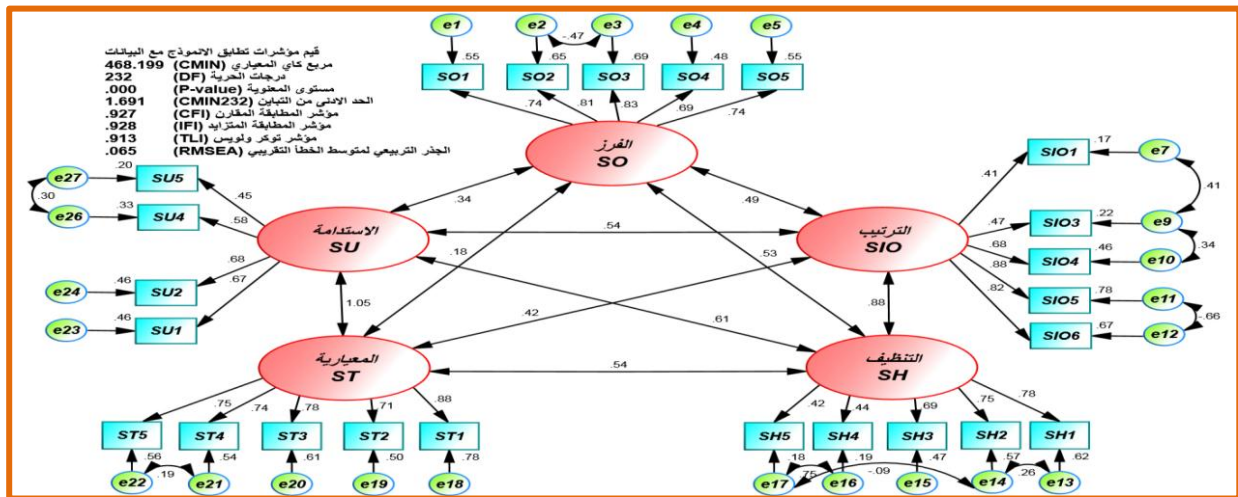 e1 e2 e3 e4 e5
-.47
.55 .65 .69 .48 .55
SO1 SO2 SO3 SO4 SO5
.74 .81 .83 .69 .74
قيم مؤشرات تطابق الانموذج مع البيانات
مربع كاي المعياري (CMIN) 468.199
درجات الحرية (DF) 232
مستوى المعنوية (P-value) .000
الحد الادنى من التباين (CMIN232) 1.691
مؤشر المطابقة المقارن (CFI) .927
مؤشر المطابقة المتزايد (IFI) .928
مؤشر توكر ولويس (TLI) .913
الجذر التربيعي لمتوسط الخطأ التقريبي (RMSEA) .065
الفرز
SO
e27 .20 SU5 .45
.30
e26 .33 SU4 .58
e24 .46 SU2 .68
e23 .46 SU1 .67
الاستدامة
SU
.34 .49
.54
.18 .53
1.05 .42 .61 .88
.54
الترتيب
SIO
.41 SIO1 .17 e7
.41
.47 SIO3 .22 e9
.34
.68 SIO4 .46 e10
.88 SIO5 .78 e11
-.66
.82 SIO6 .67 e12
المعيارية
ST
التنظيف
SH
.75 .74 .78 .71 .88
ST5 ST4 ST3 ST2 ST1
.56 .54 .61 .50 .78
.19
e22 e21 e20 e19 e18
.42 .44 .69 .75 .78
SH5 SH4 SH3 SH2 SH1
.18 .19 .47 .57 .62
.75 -.09 .26
e17 e16 e15 e14 e13